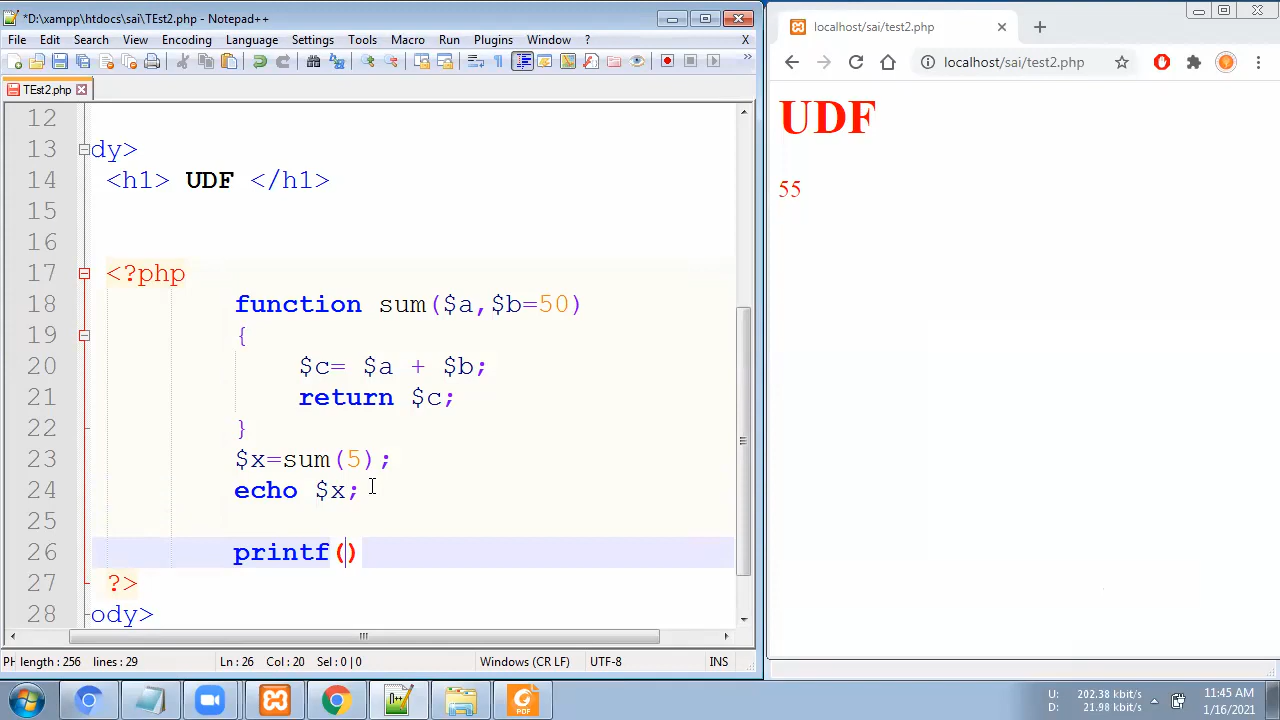 *D:\xampp\htdocs\sai\TEst2.php - Notepad++
File Edit Search View Encoding Language Settings Tools Macro Run Plugins Window ? X
TEst2.php
12
13 dy>
14 <h1> UDF </h1>
15
16
17 <?php
18 function sum($a,$b=50)
19 {
20 $c= $a + $b;
21 return $c;
22 }
23 $x=sum(5);
24 echo $x;
25
26 printf()
27 ?>
28 ody>
PH length : 256 lines : 29 Ln : 26 Col : 20 Sel : 0 | 0 Windows (CR LF) UTF-8 INS
localhost/sai/test2.php
localhost/sai/test2.php
UDF
55
PDF
U: 202.38 kbit/s
D: 21.98 kbit/s
11:45 AM
1/16/2021